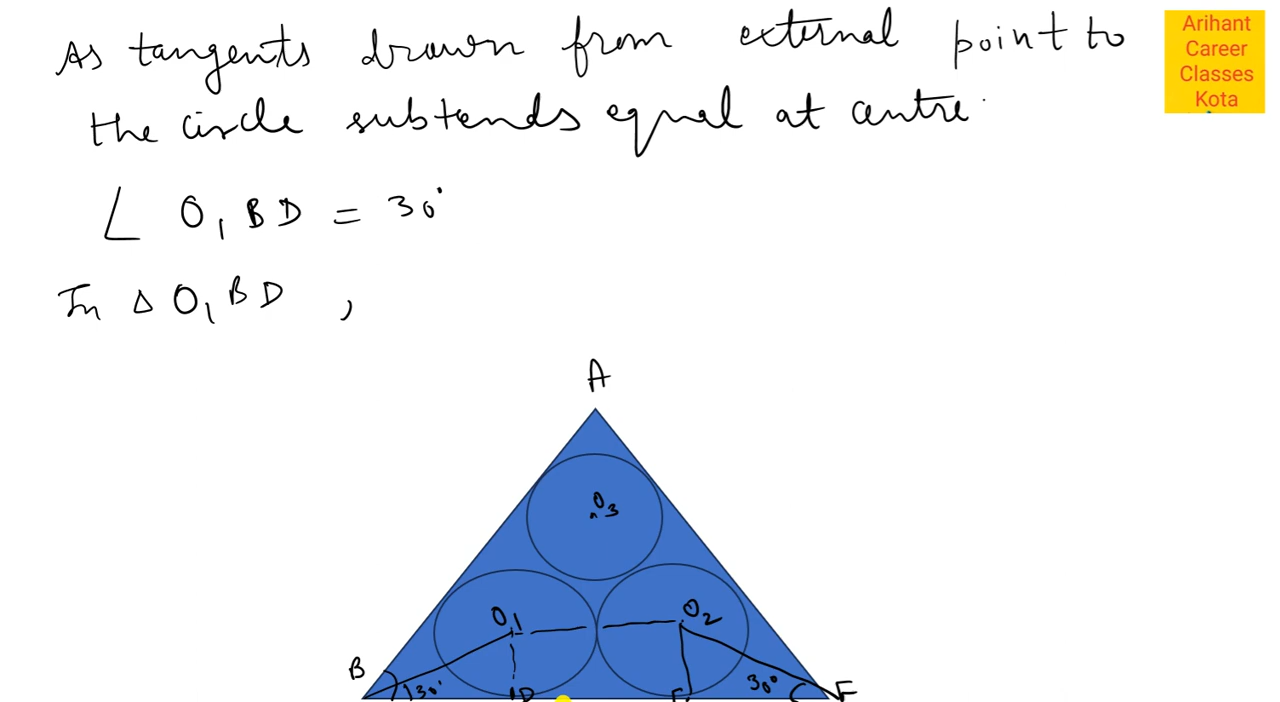 As tangents drawn from external point to
the circle subtends equal at centre.
∠ O1BD = 30°
In Δ O1BD ,
Arihant
Career
Classes
Kota
A
O3
O1
O2
B
30°
D
30°
F